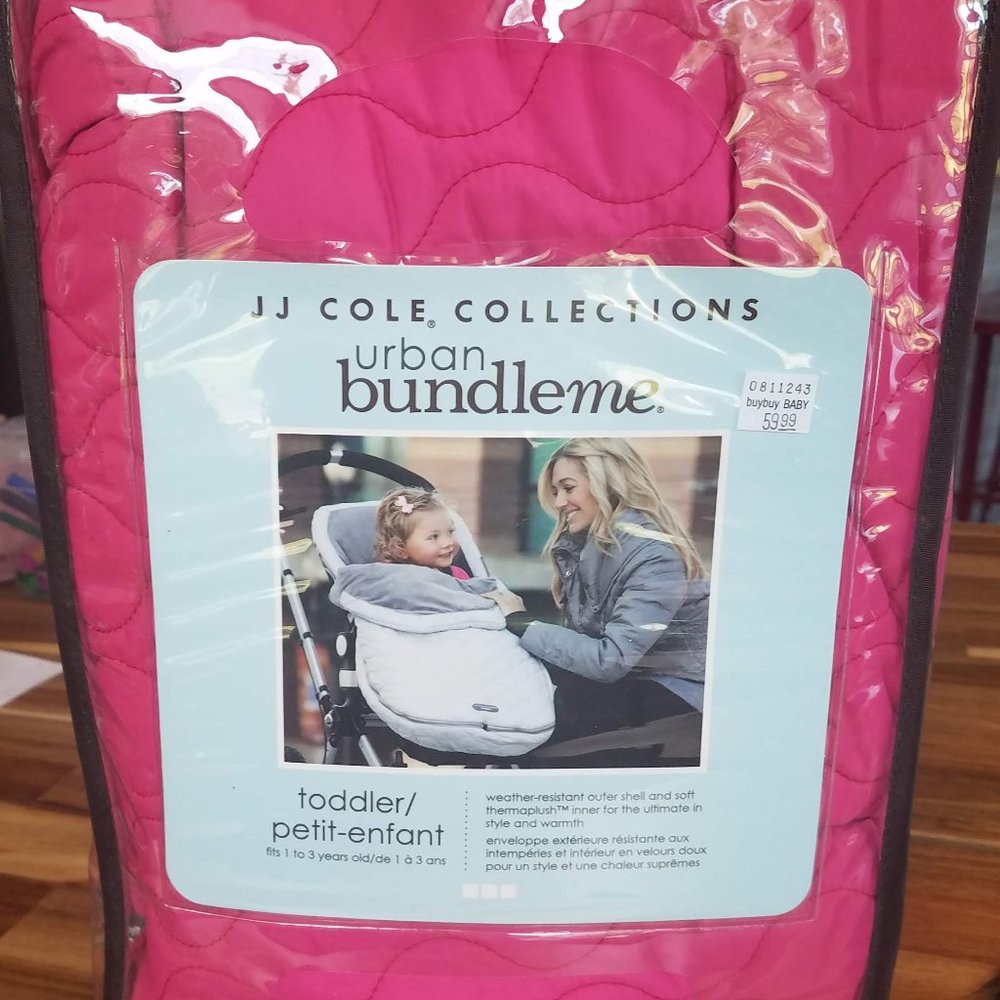 JJ COLE® COLLECTIONS
urban
bundleme®
0811243
buybuy BABY
59.99
toddler/
petit-enfant
fits 1 to 3 years old/de 1 à 3 ans
weather-resistant outer shell and soft
thermaplush™ inner for the ultimate in
style and warmth
enveloppe extérieure résistante aux
intempéries et intérieur en velours doux
pour un style et une chaleur suprêmes